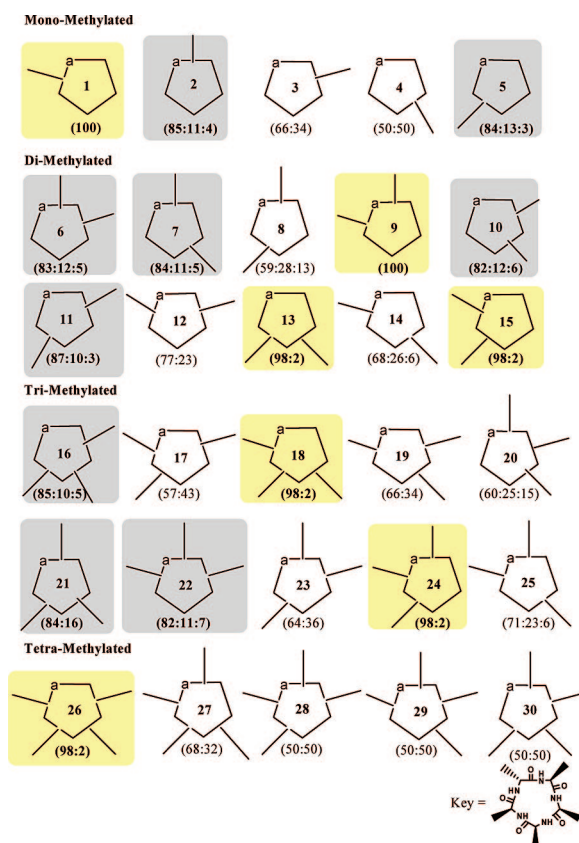 Mono-Methylated
a a a a a
1 2 3 4 5
(100) (85:11:4) (66:34) (50:50) (84:13:3)
Di-Methylated
a a a a a
6 7 8 9 10
(83:12:5) (84:11:5) (59:28:13) (100) (82:12:6)
a a a a a
11 12 13 14 15
(87:10:3) (77:23) (98:2) (68:26:6) (98:2)
Tri-Methylated
a a a a a
16 17 18 19 20
(85:10:5) (57:43) (98:2) (66:34) (60:25:15)
a a a a a
21 22 23 24 25
(84:16) (82:11:7) (64:36) (98:2) (71:23:6)
Tetra-Methylated
a a a a a
26 27 28 29 30
(98:2) (68:32) (50:50) (50:50) (50:50)
Key =
O H
N
NH O
O HN
NH HN
O O